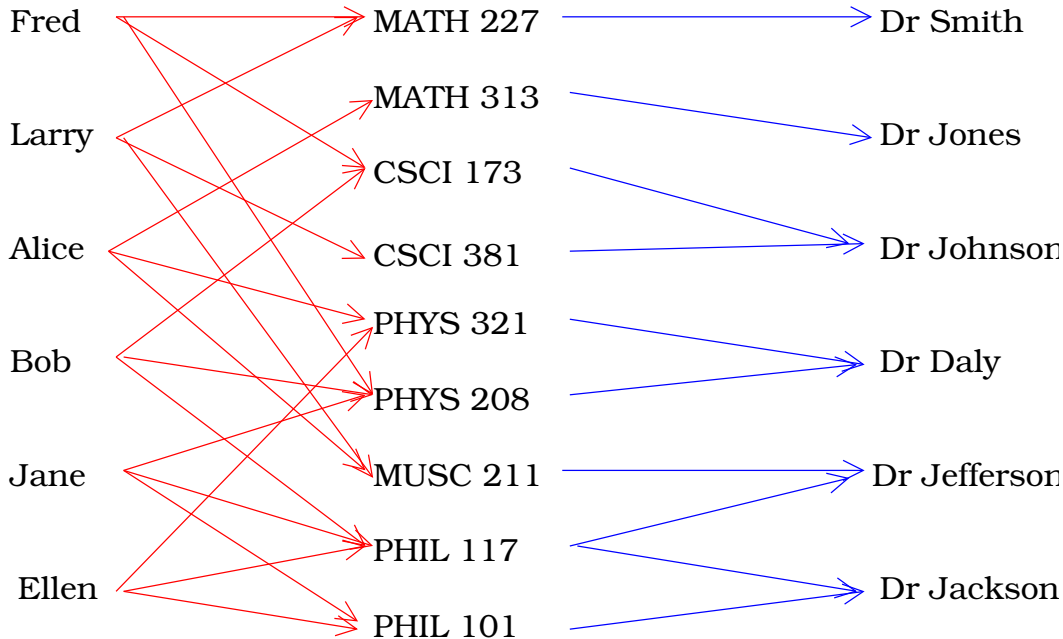 Fred
Larry
Alice
Bob
Jane
Ellen
MATH 227
MATH 313
CSCI 173
CSCI 381
PHYS 321
PHYS 208
MUSC 211
PHIL 117
PHIL 101
Dr Smith
Dr Jones
Dr Johnson
Dr Daly
Dr Jefferson
Dr Jackson